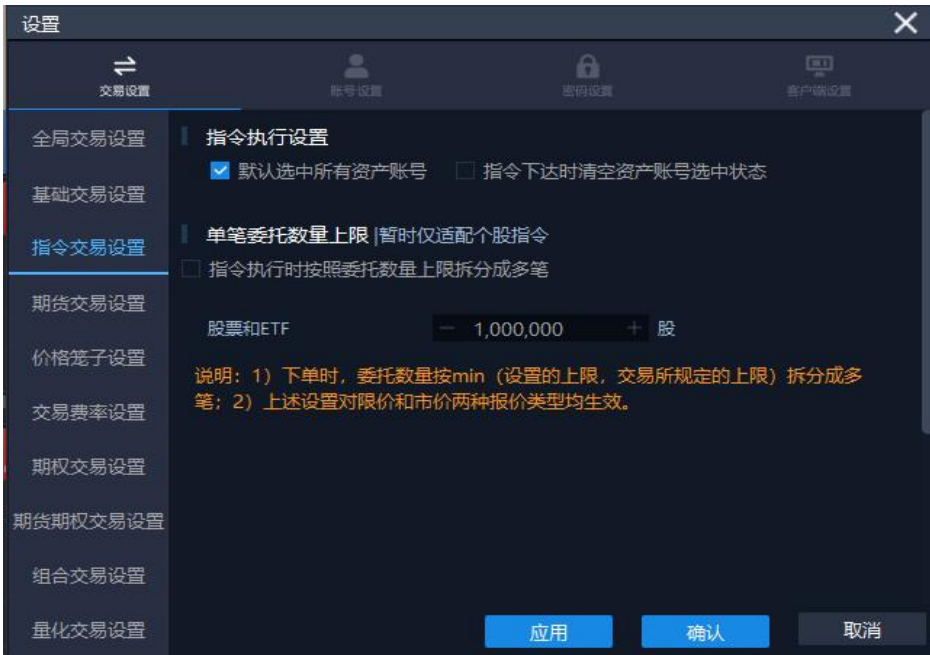 设置
交易设置
账号设置
密码设置
客户端设置
全局交易设置
基础交易设置
指令交易设置
期货交易设置
价格笼子设置
交易费率设置
期权交易设置
期货期权交易设置
组合交易设置
量化交易设置
指令执行设置
默认选中所有资产账号
指令下达时清空资产账号选中状态
单笔委托数量上限 |暂时仅适配个股指令
指令执行时按照委托数量上限拆分成多笔
股票和ETF − 1,000,000 + 股
说明：1）下单时，委托数量按min（设置的上限，交易所规定的上限）拆分成多
笔；2）上述设置对限价和市价两种报价类型均生效。
应用
确认
取消